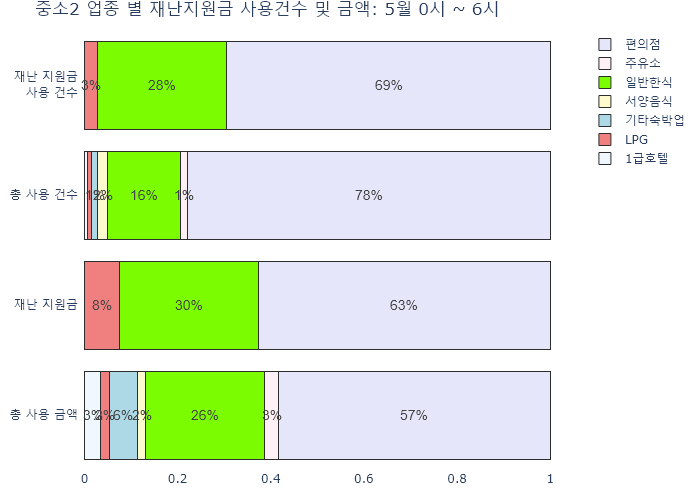 중소2 업종 별 재난지원금 사용건수 및 금액: 5월 0시 ~ 6시
편의점
주유소
일반한식
서양음식
기타숙박업
LPG
1급호텔
재난 지원금
사용 건수
3%
28%
69%
총 사용 건수
1%
2%
16%
1%
78%
재난 지원금
8%
30%
63%
총 사용 금액
3%
6%
2%
26%
3%
57%
0
0.2
0.4
0.6
0.8
1